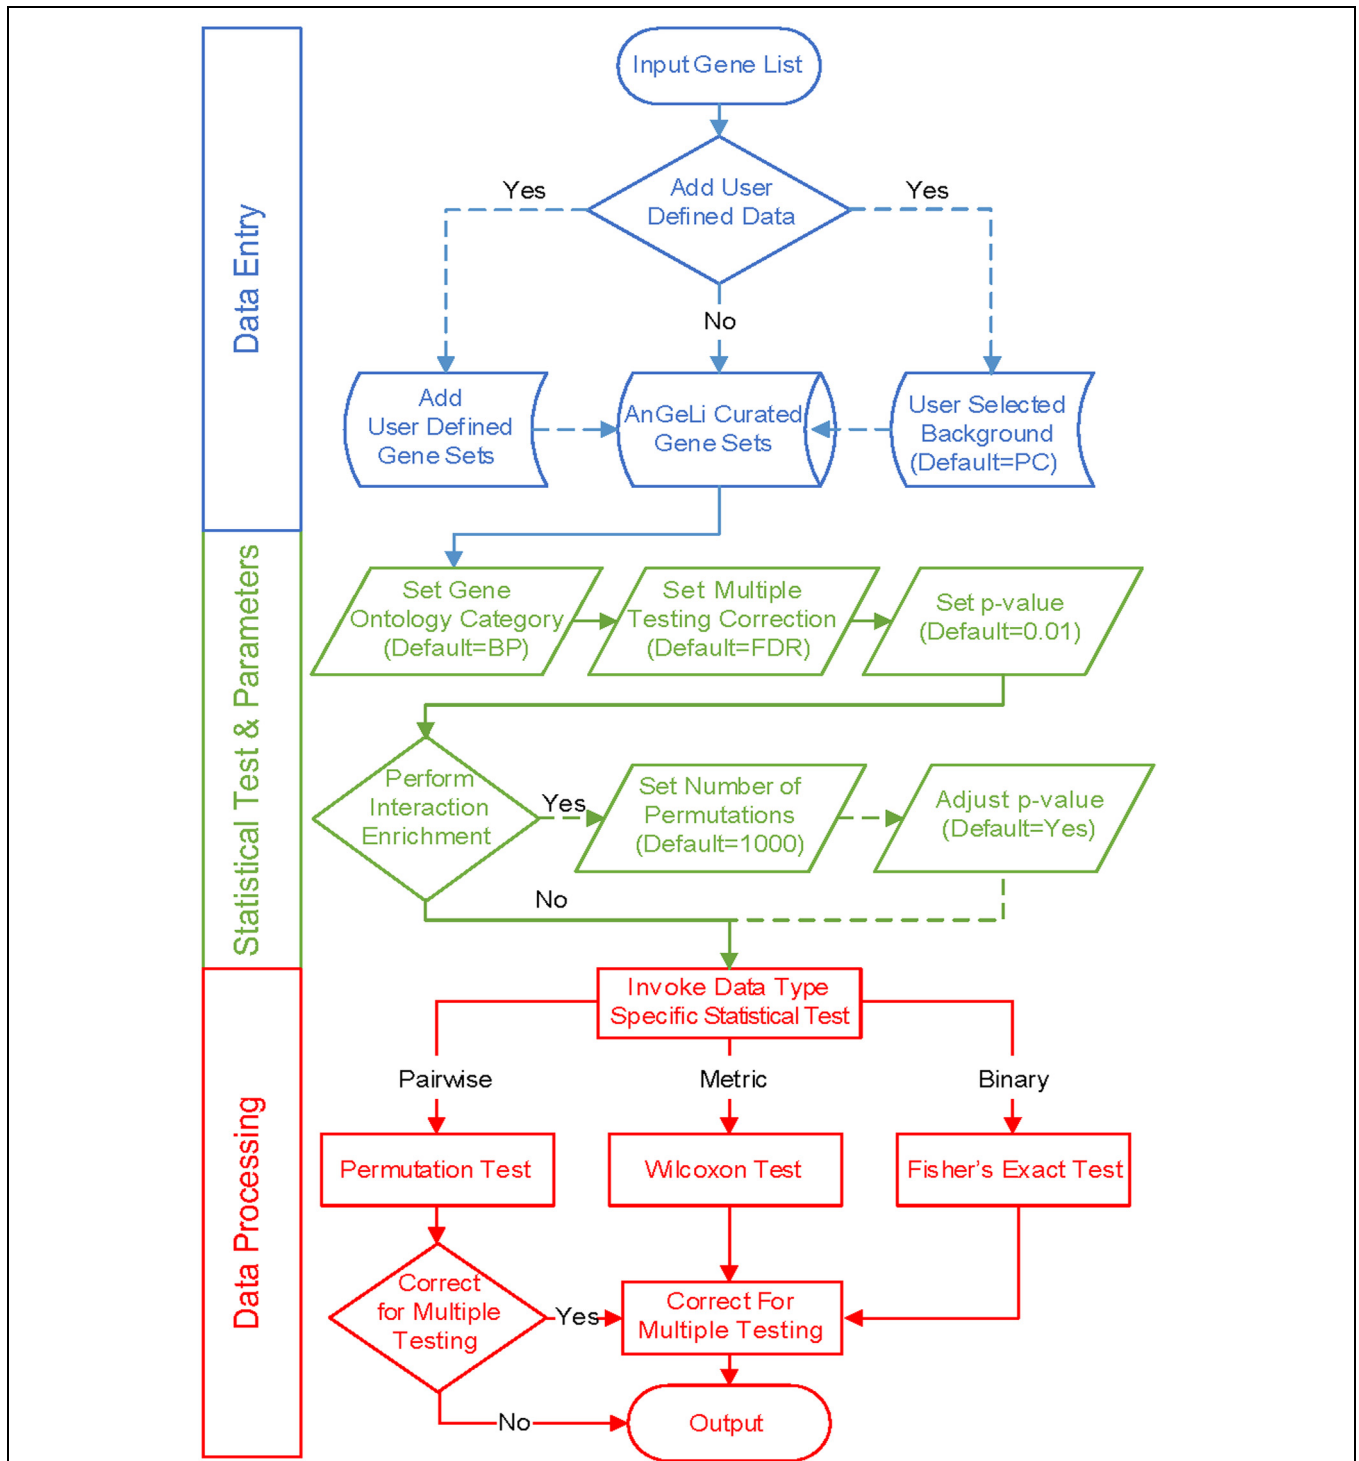 Data Entry
Input Gene List
Add User
Defined Data
Yes
Yes
No
Add
User Defined
Gene Sets
AnGeLi Curated
Gene Sets
User Selected
Background
(Default=PC)
Statistical Test & Parameters
Set Gene
Ontology Category
(Default=BP)
Set Multiple
Testing Correction
(Default=FDR)
Set p-value
(Default=0.01)
Perform
Interaction
Enrichment
Yes
Set Number of
Permutations
(Default=1000)
Adjust p-value
(Default=Yes)
No
Data Processing
Invoke Data Type
Specific Statistical Test
Pairwise
Metric
Binary
Permutation Test
Wilcoxon Test
Fisher's Exact Test
Correct
for Multiple
Testing
Yes
Correct For
Multiple Testing
No
Output